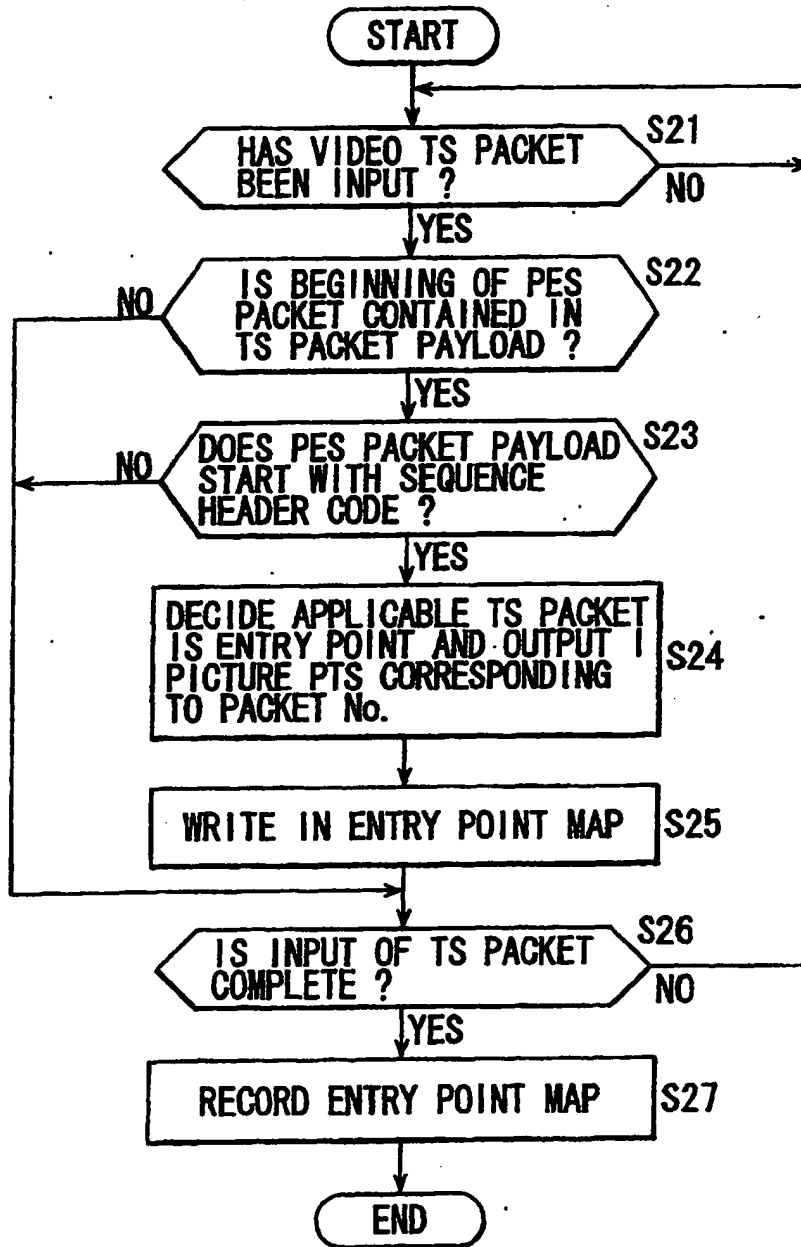 START
HAS VIDEO TS PACKET
BEEN INPUT ?
S21
NO
YES
IS BEGINNING OF PES
PACKET CONTAINED IN
TS PACKET PAYLOAD ?
S22
NO
YES
DOES PES PACKET PAYLOAD
START WITH SEQUENCE
HEADER CODE ?
S23
NO
YES
DECIDE APPLICABLE TS PACKET
IS ENTRY POINT AND OUTPUT I
PICTURE PTS CORRESPONDING
TO PACKET No.
S24
WRITE IN ENTRY POINT MAP
S25
IS INPUT OF TS PACKET
COMPLETE ?
S26
NO
YES
RECORD ENTRY POINT MAP
S27
END